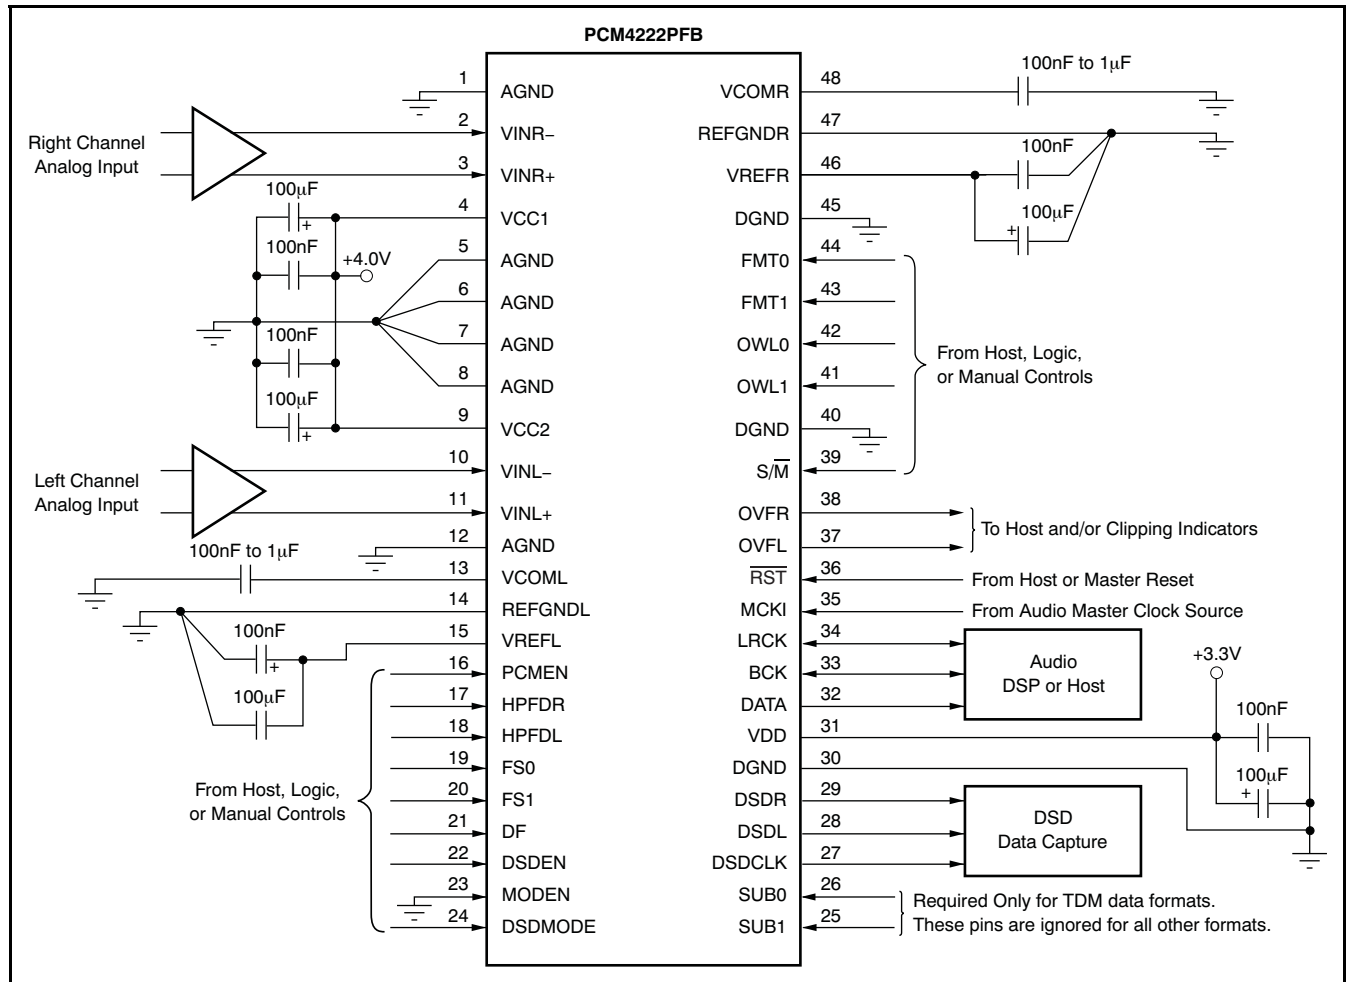 PCM4222PFB
Right Channel
Analog Input
Left Channel
Analog Input
1 AGND
2 VINR−
3 VINR+
100μF
4 VCC1
100nF
+4.0V
5 AGND
6 AGND
7 AGND
100nF
8 AGND
100μF
9 VCC2
+
+
10 VINL−
11 VINL+
12 AGND
100nF to 1μF
13 VCOML
14 REFGNDL
15 VREFL
100nF
+
100μF
16 PCMEN
17 HPFDR
18 HPFDL
19 FS0
20 FS1
21 DF
22 DSDEN
23 MODEN
24 DSDMODE
From Host, Logic,
or Manual Controls
VCOMR 48
100nF to 1μF
REFGNDR 47
VREFR 46
100nF
100μF
+
DGND 45
FMT0 44
FMT1 43
OWL0 42
OWL1 41
DGND 40
S/M̅ 39
From Host, Logic,
or Manual Controls
OVFR 38
OVFL 37
To Host and/or Clipping Indicators
R̅S̅T̅ 36 From Host or Master Reset
MCKI 35 From Audio Master Clock Source
LRCK 34
BCK 33
DATA 32
Audio
DSP or Host
+3.3V
VDD 31
100nF
DGND 30
100μF
+
DSDR 29
DSDL 28
DSDCLK 27
DSD
Data Capture
SUB0 26
SUB1 25
Required Only for TDM data formats.
These pins are ignored for all other formats.